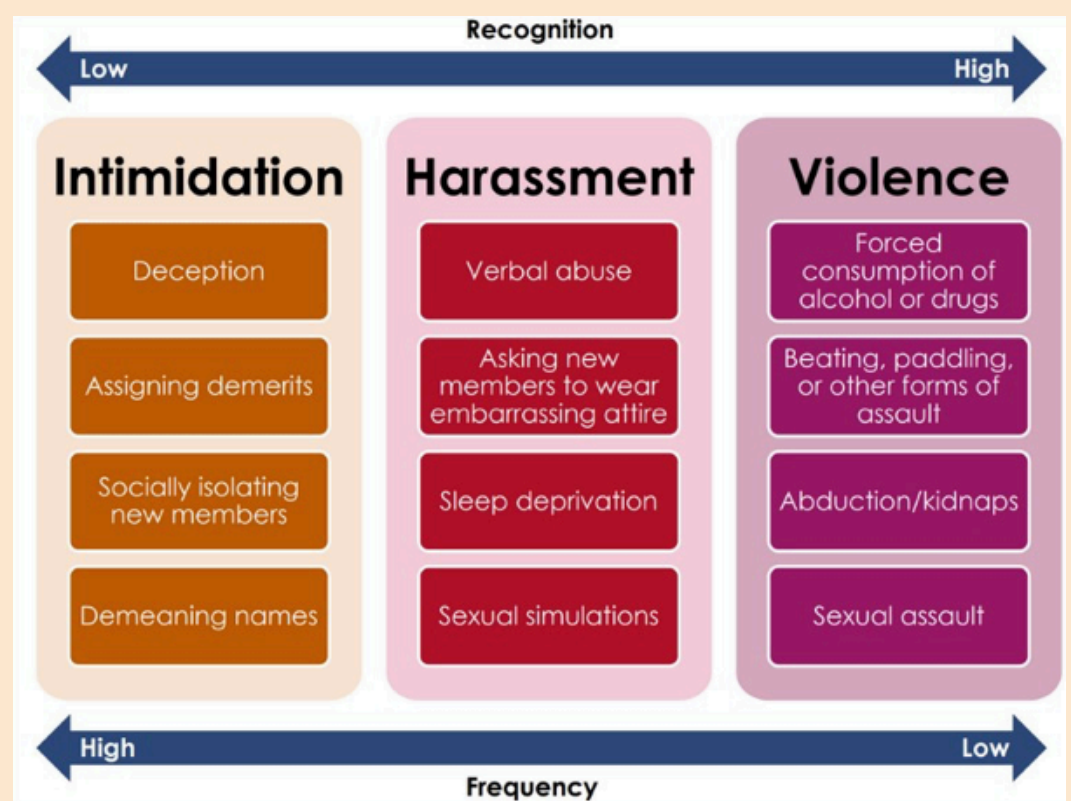 Recognition
Low
High
Intimidation
Deception
Assigning demerits
Socially isolating
new members
Demeaning names
Harassment
Verbal abuse
Asking new
members to wear
embarrassing attire
Sleep deprivation
Sexual simulations
Violence
Forced
consumption of
alcohol or drugs
Beating, paddling,
or other forms of
assault
Abduction/kidnaps
Sexual assault
High
Low
Frequency